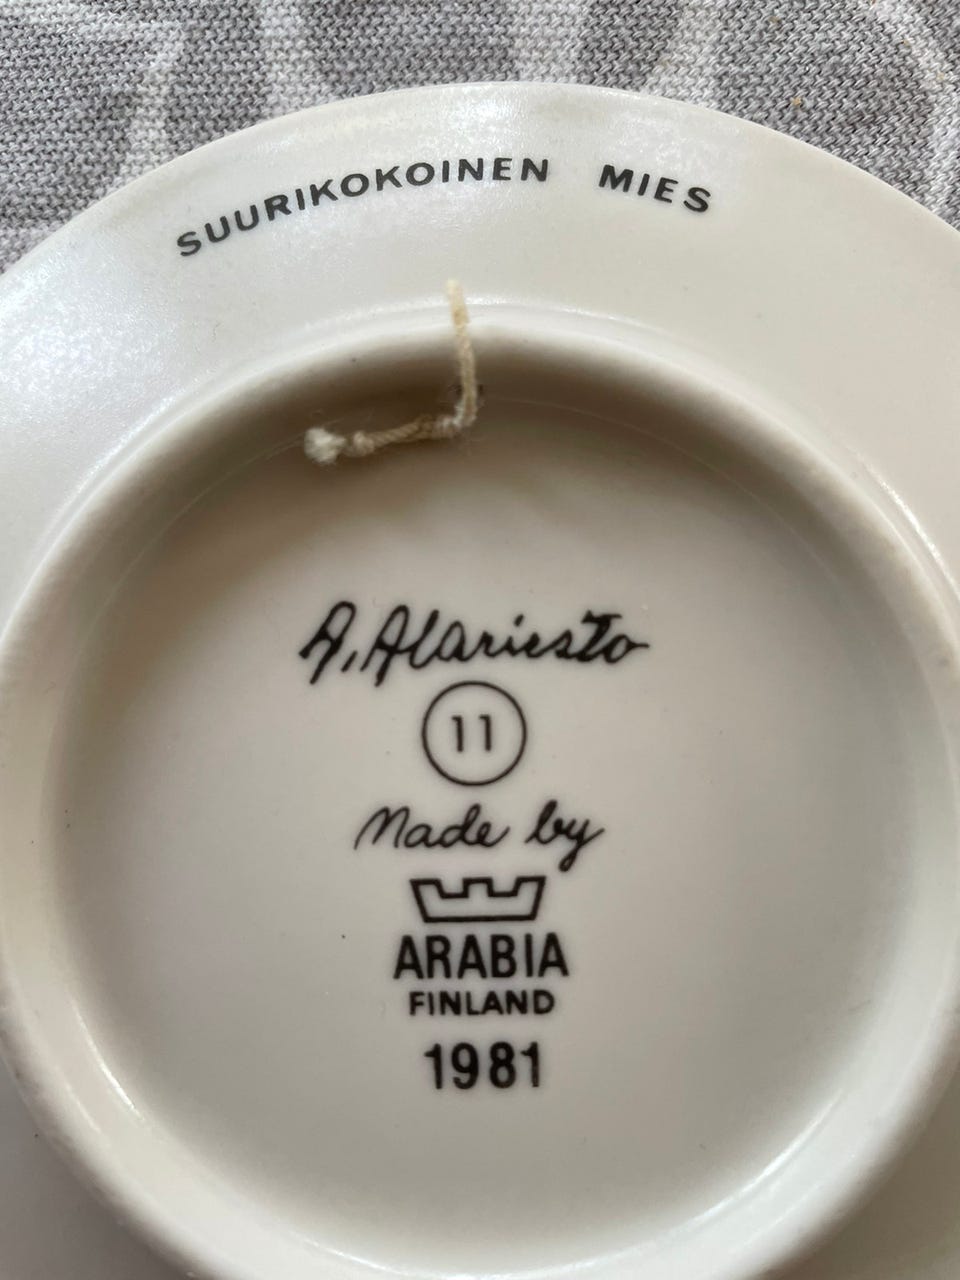 SUURIKOKOINEN MIES
A. Alariesto
11
Made by
ARABIA
FINLAND
1981